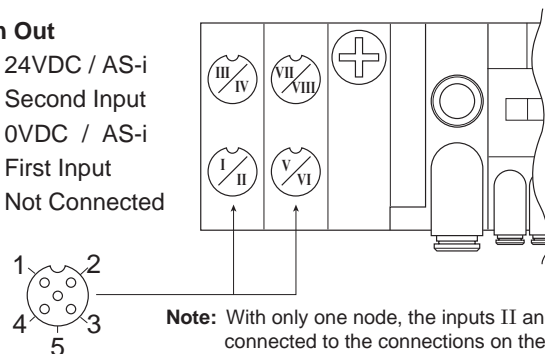 Out
24VDC / AS-i
Second Input
0VDC / AS-i
First Input
Not Connected
III IV
VII VIII
I II
V VI
1 2
4 3
5
Note: With only one node, the inputs II
connected to the connections on the